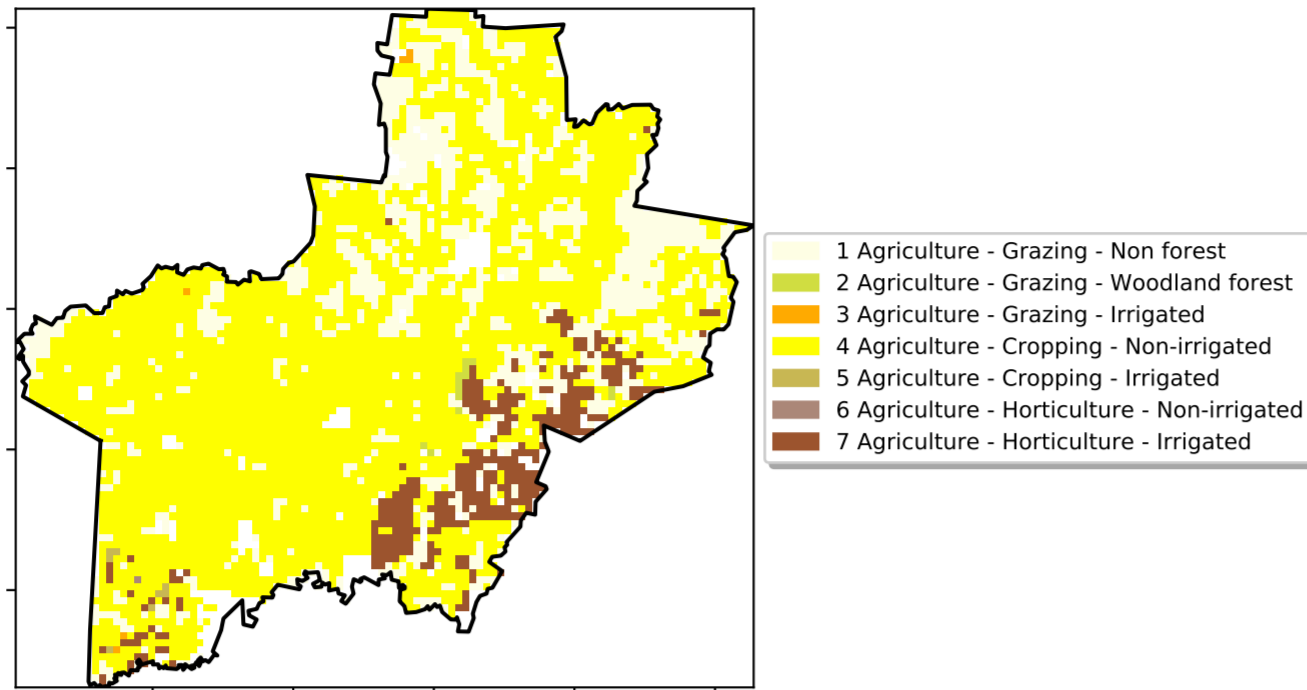 1 Agriculture - Grazing - Non forest
2 Agriculture - Grazing - Woodland forest
3 Agriculture - Grazing - Irrigated
4 Agriculture - Cropping - Non-irrigated
5 Agriculture - Cropping - Irrigated
6 Agriculture - Horticulture - Non-irrigated
7 Agriculture - Horticulture - Irrigated